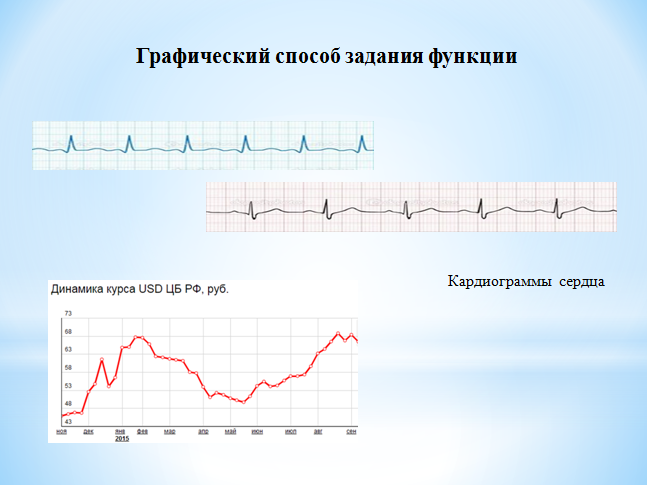 Графический способ задания функции
Кардиограммы сердца
Динамика курса USD ЦБ РФ, руб.
73
68
63
58
53
48
43
ноя дек янв фев мар апр май июн июл авг сен
2015